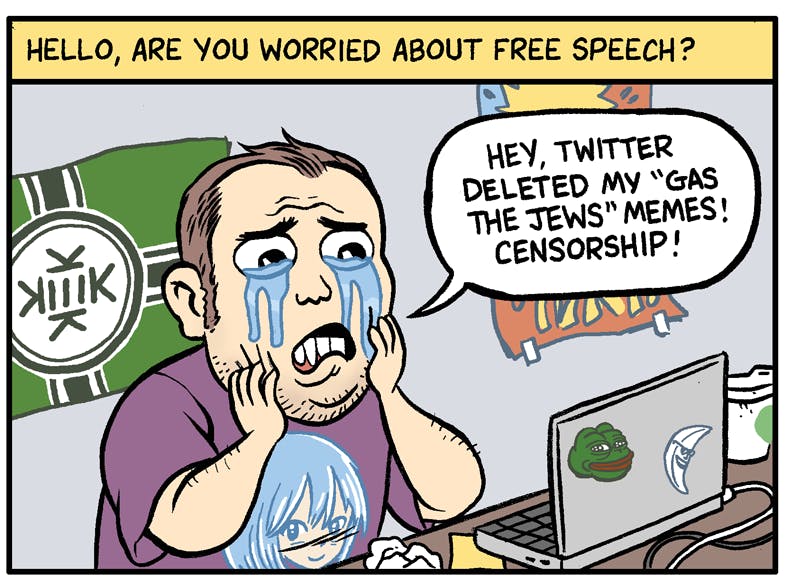 HELLO, ARE YOU WORRIED ABOUT FREE SPEECH?
HEY, TWITTER
DELETED MY "GAS
THE JEWS" MEMES!
CENSORSHIP!